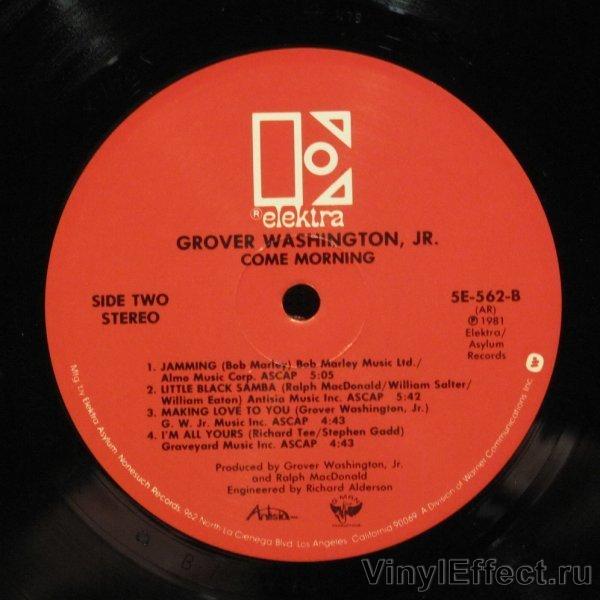 ® elektra
GROVER WASHINGTON, JR.
COME MORNING
SIDE TWO
STEREO
5E-562-B
(AR)
℗ 1981
Elektra/
Asylum
Records
1. JAMMING (Bob Marley) Bob Marley Music Ltd./
Almo Music Corp. ASCAP 5:05
2. LITTLE BLACK SAMBA (Ralph MacDonald/William Salter/
William Eaton) Antisia Music Inc. ASCAP 5:42
3. MAKING LOVE TO YOU (Grover Washington, Jr.)
G. W. Jr. Music Inc. ASCAP 4:43
4. I'M ALL YOURS (Richard Tee/Stephen Gadd)
Graveyard Music Inc. ASCAP 4:43
Produced by Grover Washington, Jr.
and Ralph MacDonald
Engineered by Richard Alderson
Antisia
Mfg. by Elektra Asylum Nonesuch Records, 962 North La Cienega Blvd. Los Angeles, California 90069. A Division of Warner Communications Inc.
VinylEffect.ru